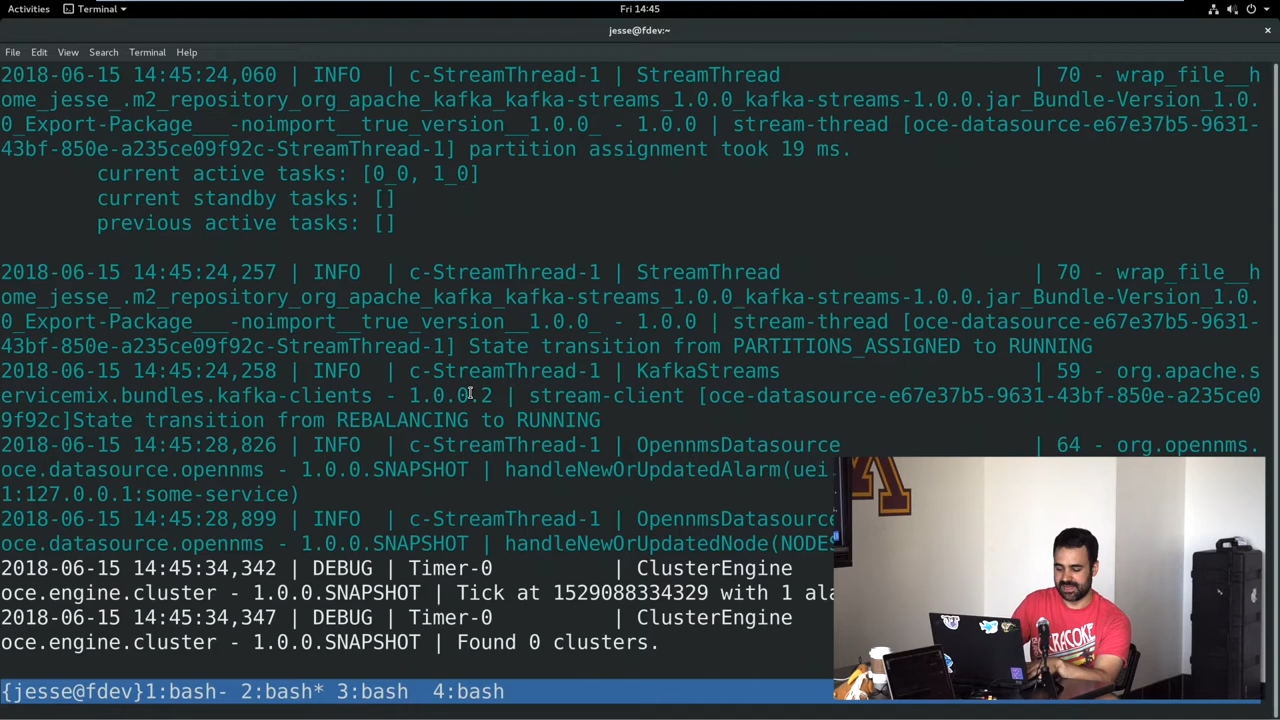 Activities Terminal Fri 14:45
jesse@fdev:~
File Edit View Search Terminal Help
2018-06-15 14:45:24,060 | INFO | c-StreamThread-1 | StreamThread | 70 - wrap_file__h
ome_jesse_.m2_repository_org_apache_kafka_kafka-streams_1.0.0_kafka-streams-1.0.0.jar_Bundle-Version_1.0.
0_Export-Package___-noimport__true_version__1.0.0_ - 1.0.0 | stream-thread [oce-datasource-e67e37b5-9631-
43bf-850e-a235ce09f92c-StreamThread-1] partition assignment took 19 ms.
current active tasks: [0_0, 1_0]
current standby tasks: []
previous active tasks: []
2018-06-15 14:45:24,257 | INFO | c-StreamThread-1 | StreamThread | 70 - wrap_file__h
ome_jesse_.m2_repository_org_apache_kafka_kafka-streams_1.0.0_kafka-streams-1.0.0.jar_Bundle-Version_1.0.
0_Export-Package___-noimport__true_version__1.0.0_ - 1.0.0 | stream-thread [oce-datasource-e67e37b5-9631-
43bf-850e-a235ce09f92c-StreamThread-1] State transition from PARTITIONS_ASSIGNED to RUNNING
2018-06-15 14:45:24,258 | INFO | c-StreamThread-1 | KafkaStreams | 59 - org.apache.s
ervicemix.bundles.kafka-clients - 1.0.0.2 | stream-client [oce-datasource-e67e37b5-9631-43bf-850e-a235ce0
9f92c]State transition from REBALANCING to RUNNING
2018-06-15 14:45:28,826 | INFO | c-StreamThread-1 | OpennmsDatasource | 64 - org.opennms.
oce.datasource.opennms - 1.0.0.SNAPSHOT | handleNewOrUpdatedAlarm(uei
1:127.0.0.1:some-service)
2018-06-15 14:45:28,899 | INFO | c-StreamThread-1 | OpennmsDatasource
oce.datasource.opennms - 1.0.0.SNAPSHOT | handleNewOrUpdatedNode(NODES
2018-06-15 14:45:34,342 | DEBUG | Timer-0 | ClusterEngine
oce.engine.cluster - 1.0.0.SNAPSHOT | Tick at 1529088334329 with 1 ala
2018-06-15 14:45:34,347 | DEBUG | Timer-0 | ClusterEngine
oce.engine.cluster - 1.0.0.SNAPSHOT | Found 0 clusters.
{jesse@fdev}1:bash- 2:bash* 3:bash 4:bash